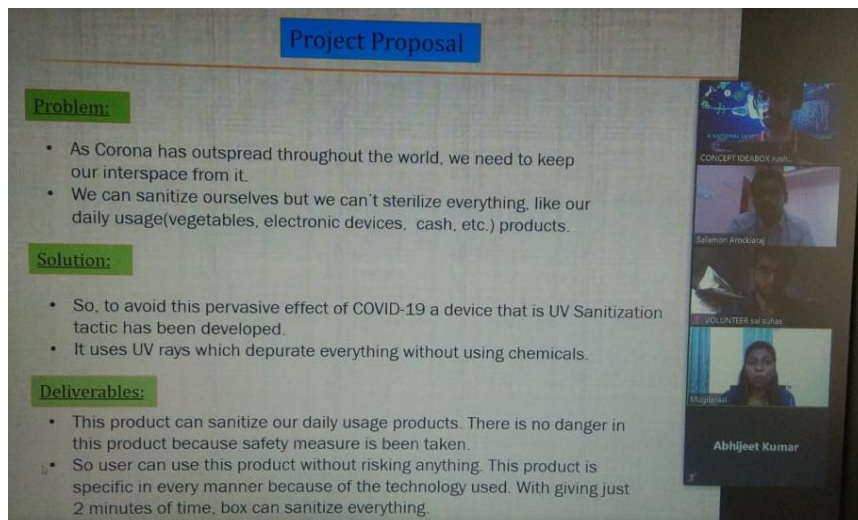 Project Proposal
Problem:
• As Corona has outspread throughout the world, we need to keep
our interspace from it.
• We can sanitize ourselves but we can´t sterilize everything. like our
daily usage(vegetables, electronic devices, cash, etc.) products.
Solution:
• So, to avoid this pervasive effect of COVID-19 a device that is UV Sanitization
tactic has been developed.
• It uses UV rays which depurate everything without using chemicals.
Deliverables:
• This product can sanitize our daily usage products. There is no danger in
this product because safety measure is been taken.
• So user can use this product without risking anything. This product is
specific in every manner because of the technology used. With giving just
2 minutes of time, box can sanitize everything.
CONCEPT IDEABOX rush...
Salamon Arockiaraj
VOLUNTEER sai suhas
Mugilarasi
Abhijeet Kumar